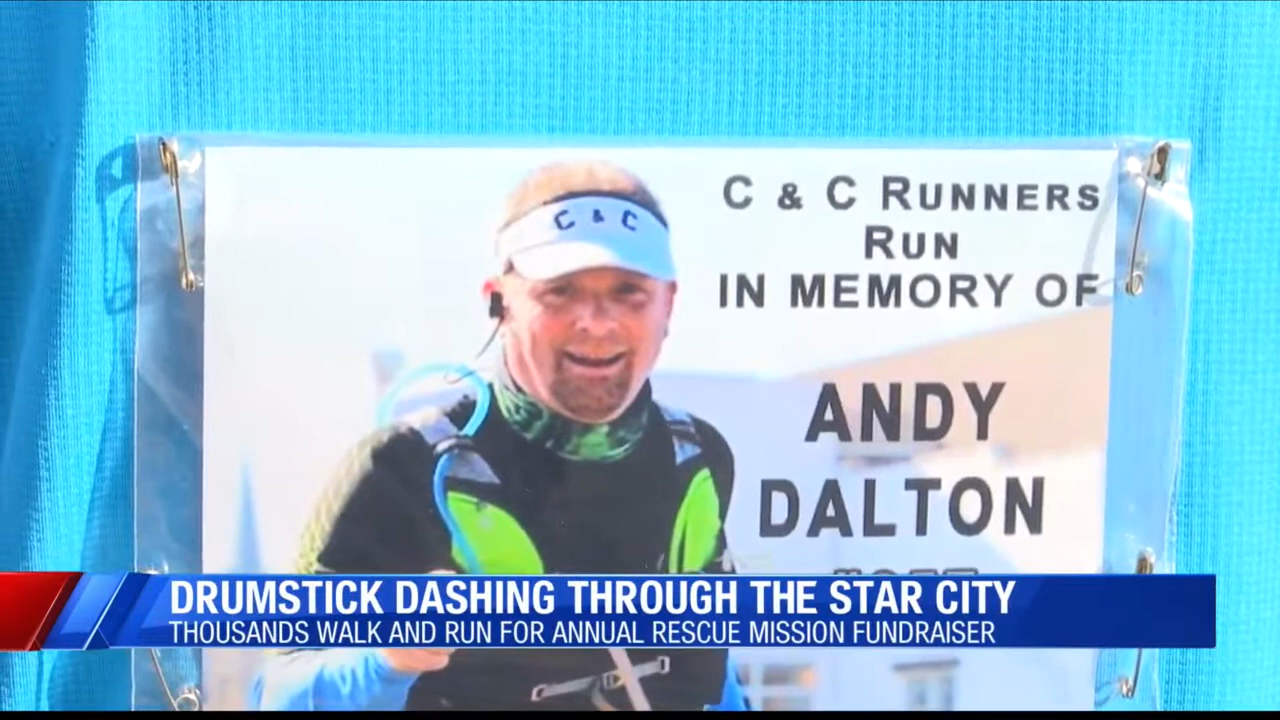 C & C
C & C RUNNERS
RUN
IN MEMORY OF
ANDY
DALTON
DRUMSTICK DASHING THROUGH THE STAR CITY
THOUSANDS WALK AND RUN FOR ANNUAL RESCUE MISSION FUNDRAISER